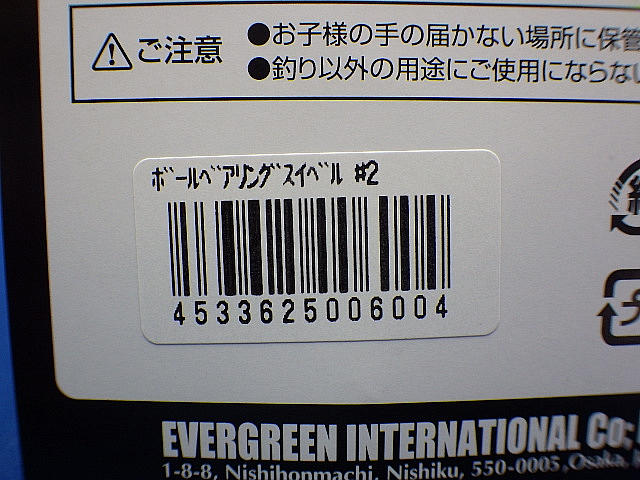 ご注意
●お子様の手の届かない場所に保管
●釣り以外の用途にご使用にならない
ﾎﾞｰﾙﾍﾞｱﾘﾝｸﾞｽｲﾍﾞﾙ #2
4533625006004
EVERGREEN INTERNATIONAL Co;
1-8-8, Nishihonmachi, Nishiku, 550-0005, Osaka,